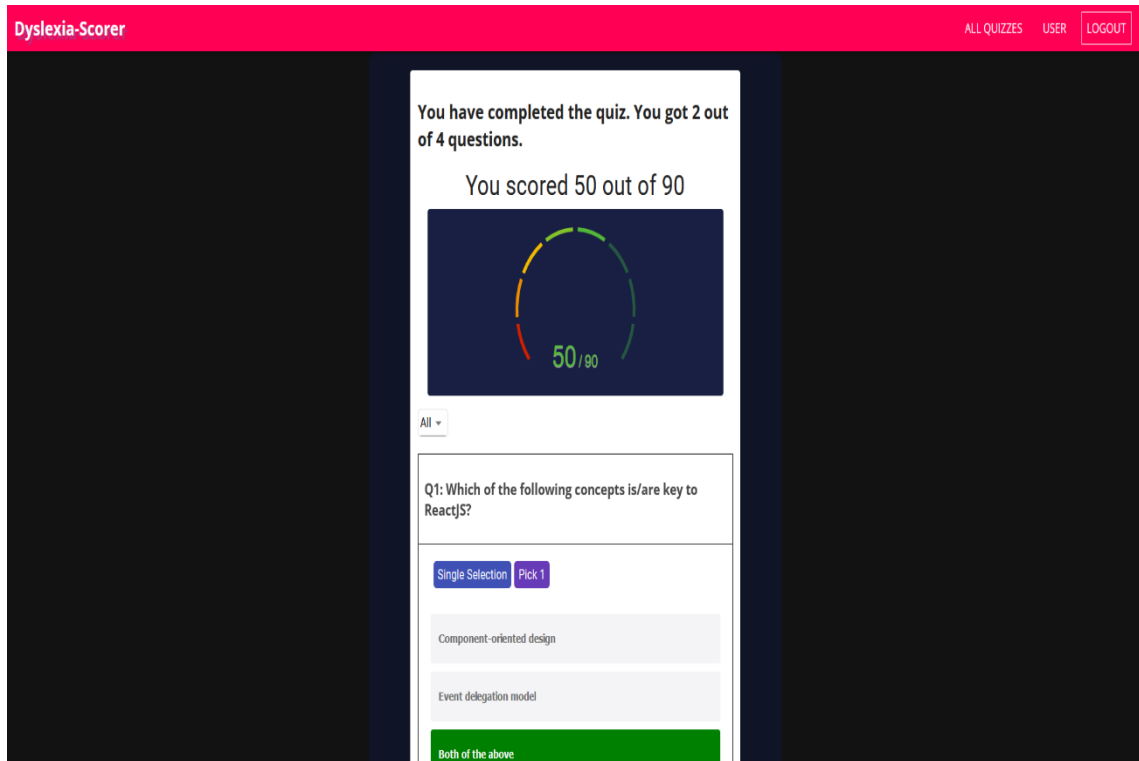 Dyslexia-Scorer
ALL QUIZZES USER LOGOUT
You have completed the quiz. You got 2 out
of 4 questions.
You scored 50 out of 90
50 / 90
All
Q1: Which of the following concepts is/are key to
ReactJS?
Single Selection Pick 1
Component-oriented design
Event delegation model
Both of the above